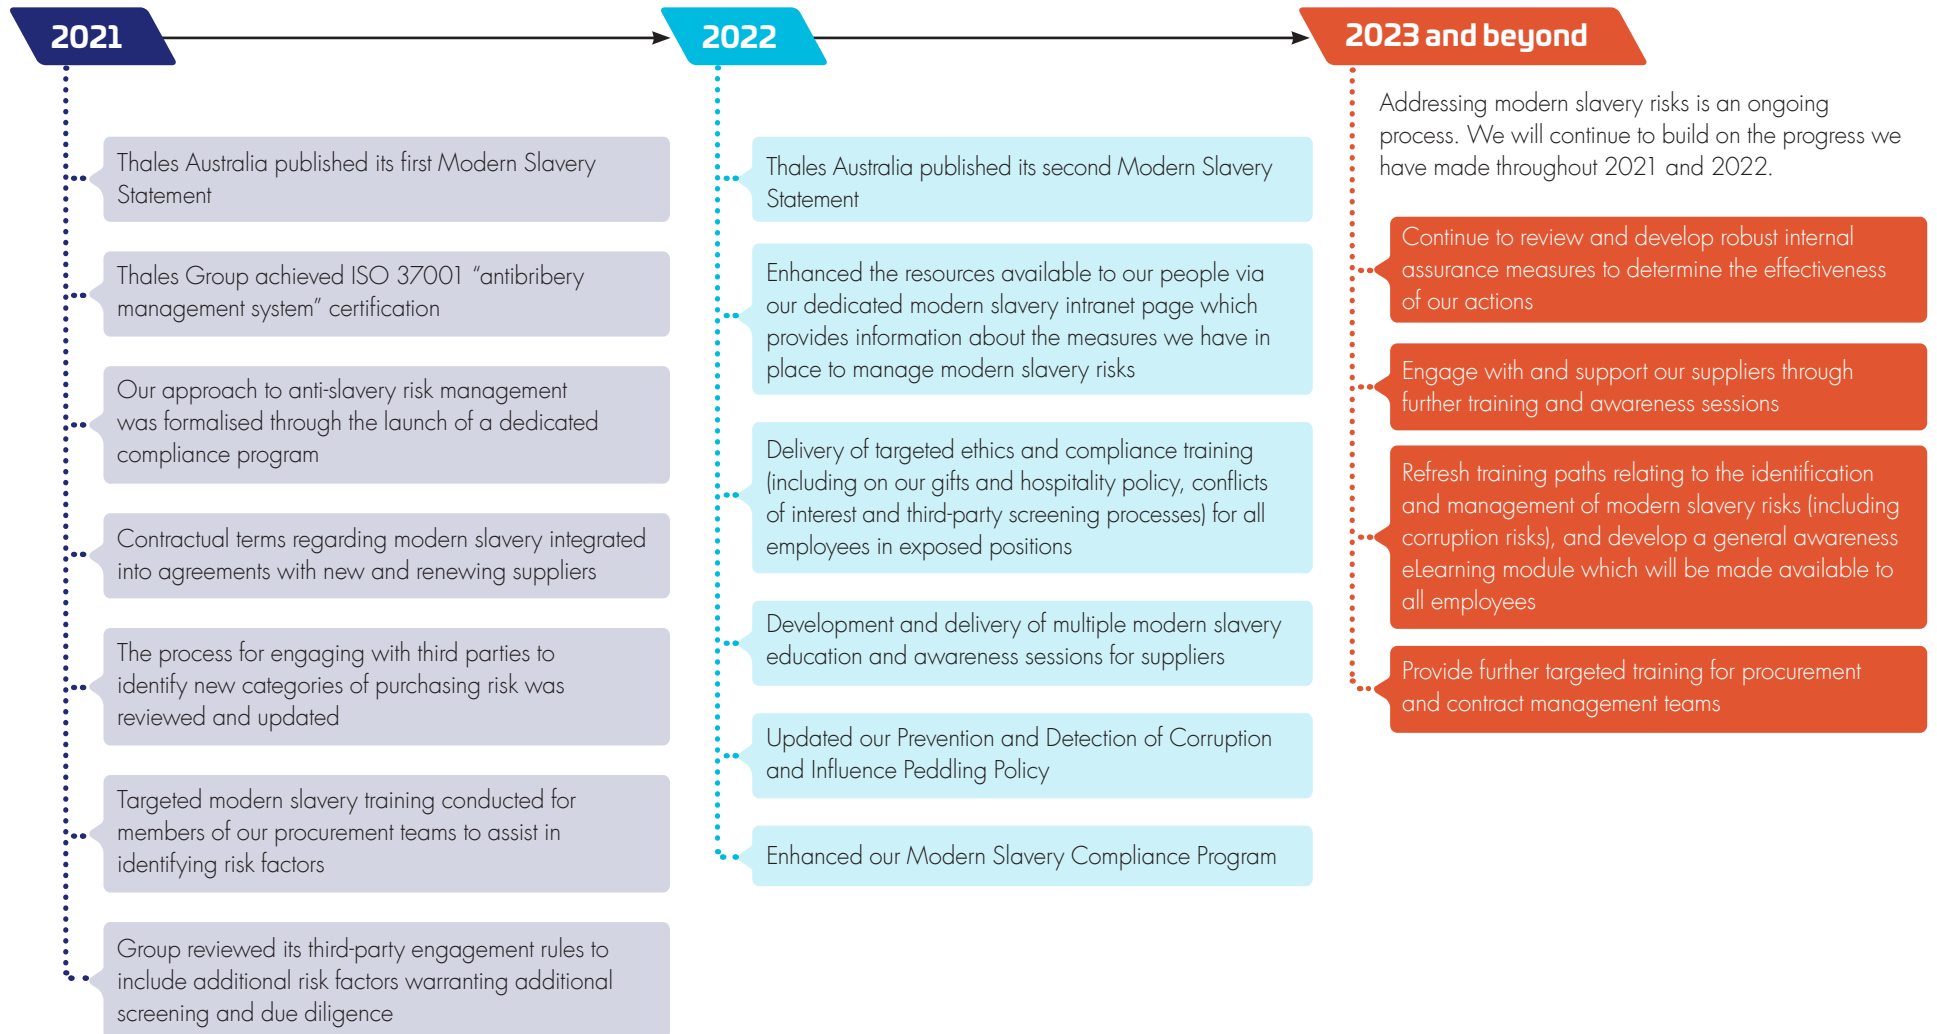 2021
Thales Australia published its first Modern Slavery
Statement
Thales Group achieved ISO 37001 “antibribery
management system” certification
Our approach to anti-slavery risk management
was formalised through the launch of a dedicated
compliance program
Contractual terms regarding modern slavery integrated
into agreements with new and renewing suppliers
The process for engaging with third parties to
identify new categories of purchasing risk was
reviewed and updated
Targeted modern slavery training conducted for
members of our procurement teams to assist in
identifying risk factors
Group reviewed its third-party engagement rules to
include additional risk factors warranting additional
screening and due diligence
2022
Thales Australia published its second Modern Slavery
Statement
Enhanced the resources available to our people via
our dedicated modern slavery intranet page which
provides information about the measures we have in
place to manage modern slavery risks
Delivery of targeted ethics and compliance training
(including on our gifts and hospitality policy, conflicts
of interest and third-party screening processes) for all
employees in exposed positions
Development and delivery of multiple modern slavery
education and awareness sessions for suppliers
Updated our Prevention and Detection of Corruption
and Influence Peddling Policy
Enhanced our Modern Slavery Compliance Program
2023 and beyond
Addressing modern slavery risks is an ongoing
process. We will continue to build on the progress we
have made throughout 2021 and 2022.
Continue to review and develop robust internal
assurance measures to determine the effectiveness
of our actions
Engage with and support our suppliers through
further training and awareness sessions
Refresh training paths relating to the identification
and management of modern slavery risks (including
corruption risks), and develop a general awareness
eLearning module which will be made available to
all employees
Provide further targeted training for procurement
and contract management teams